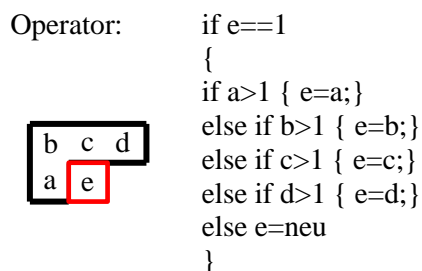 Operator:
b c d
a e
if e==1
{
if a>1 { e=a;}
else if b>1 { e=b;}
else if c>1 { e=c;}
else if d>1 { e=d;}
else e=neu
}